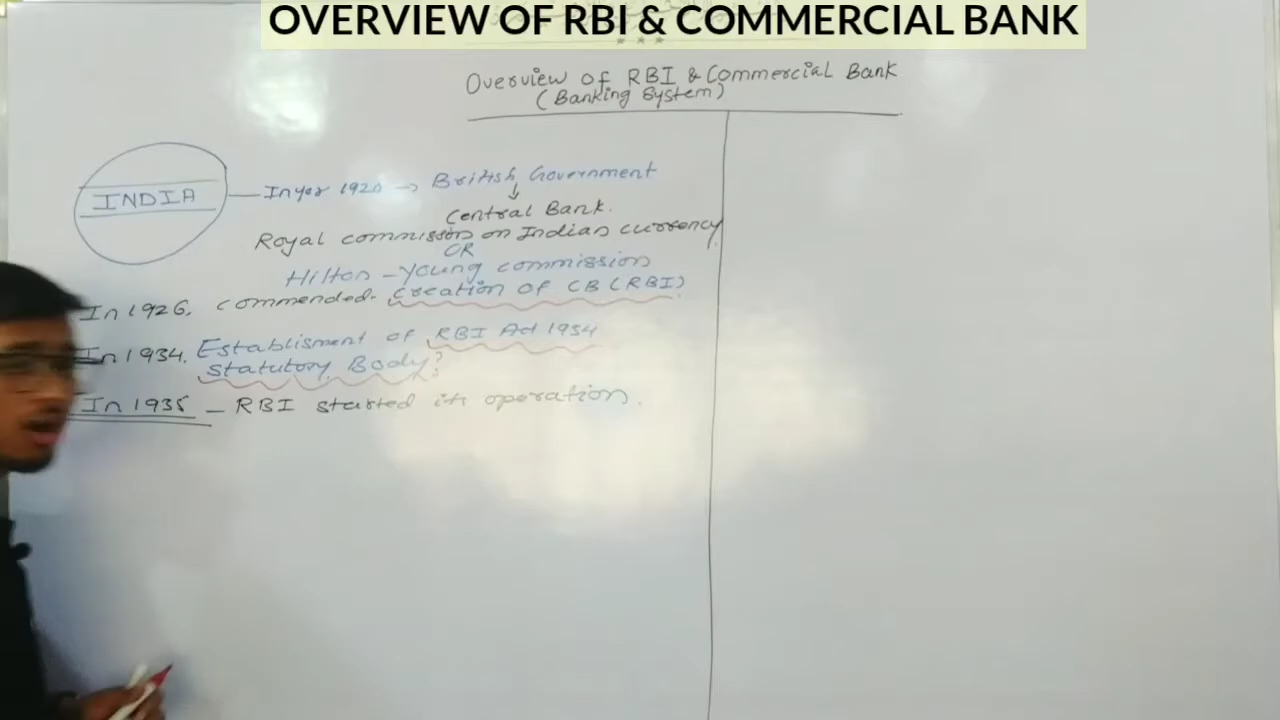 OVERVIEW OF RBI & COMMERCIAL BANK
Overview of RBI & Commercial Bank
(Banking System)
INDIA
In yer 1920 → British Government
↓
Central Bank.
Royal commission on Indian currency
OR
Hilton - Young commission
In 1926, commended. creation of CB (RBI)
In 1934, Establisment of RBI Act 1934
Statutory Body?
In 1935 - RBI started its operation.